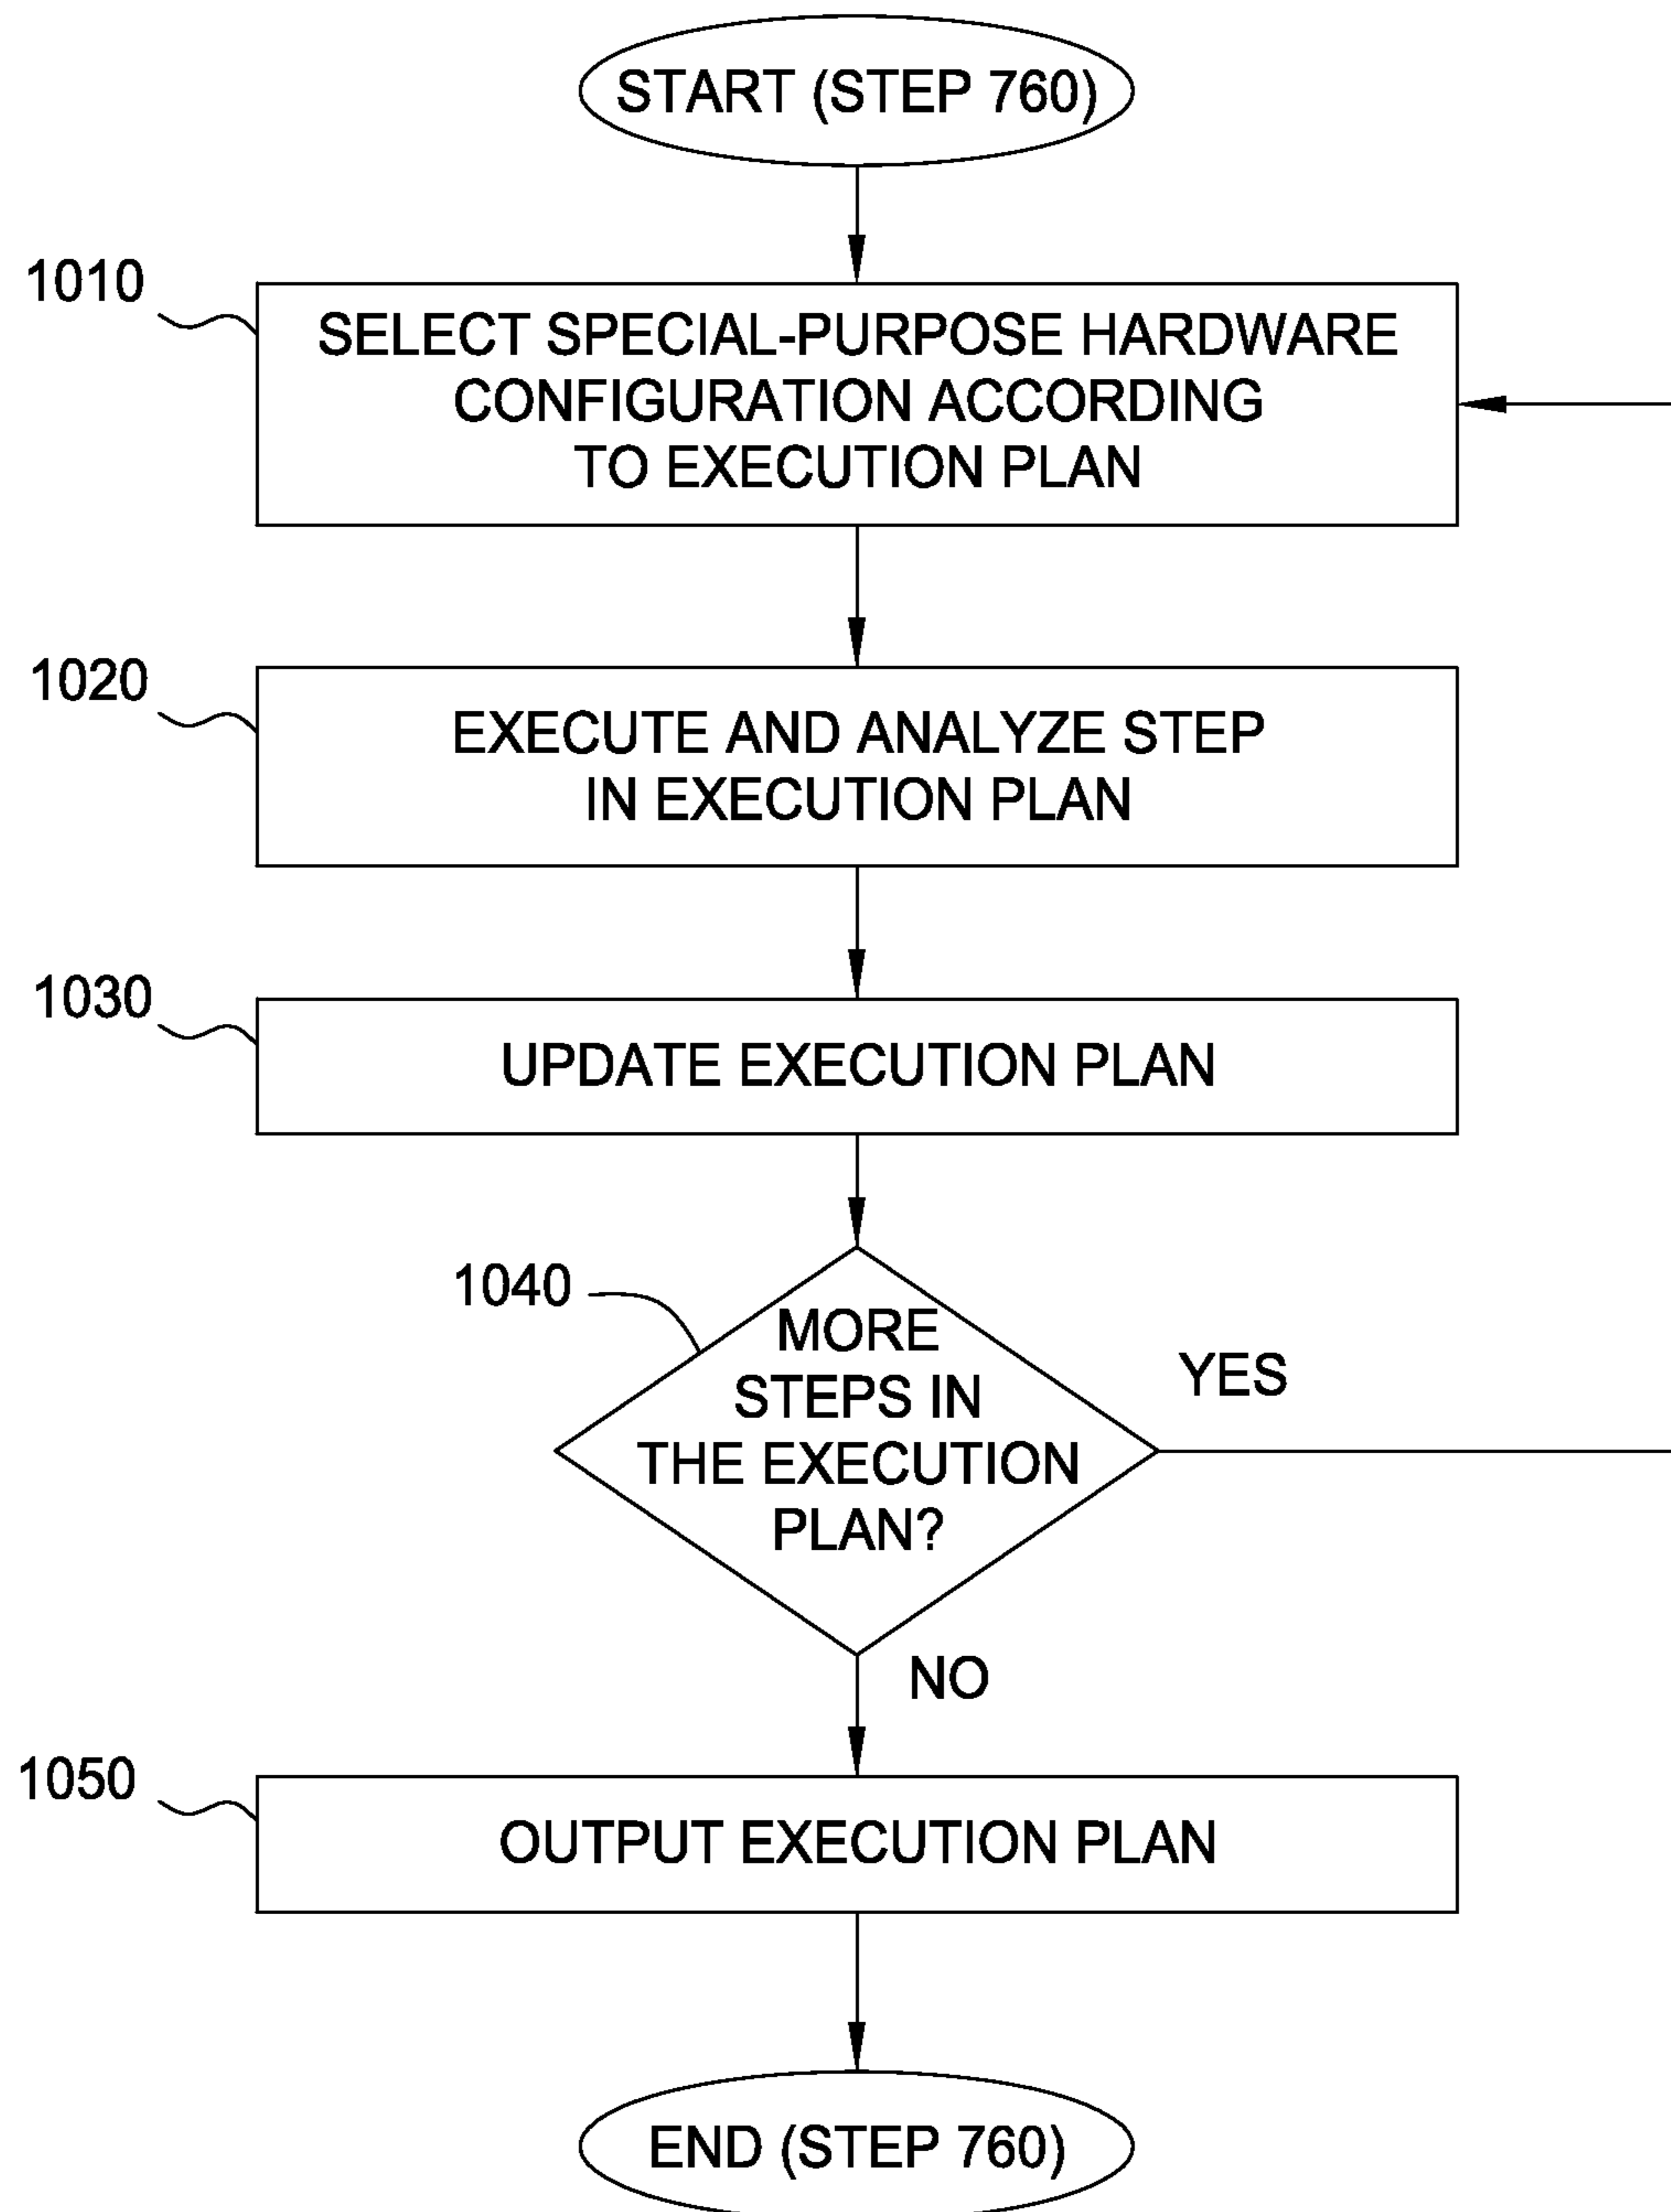 START (STEP 760)
1010
SELECT SPECIAL-PURPOSE HARDWARE
CONFIGURATION ACCORDING
TO EXECUTION PLAN
1020
EXECUTE AND ANALYZE STEP
IN EXECUTION PLAN
1030
UPDATE EXECUTION PLAN
1040
MORE
STEPS IN
THE EXECUTION
PLAN?
YES
NO
1050
OUTPUT EXECUTION PLAN
END (STEP 760)